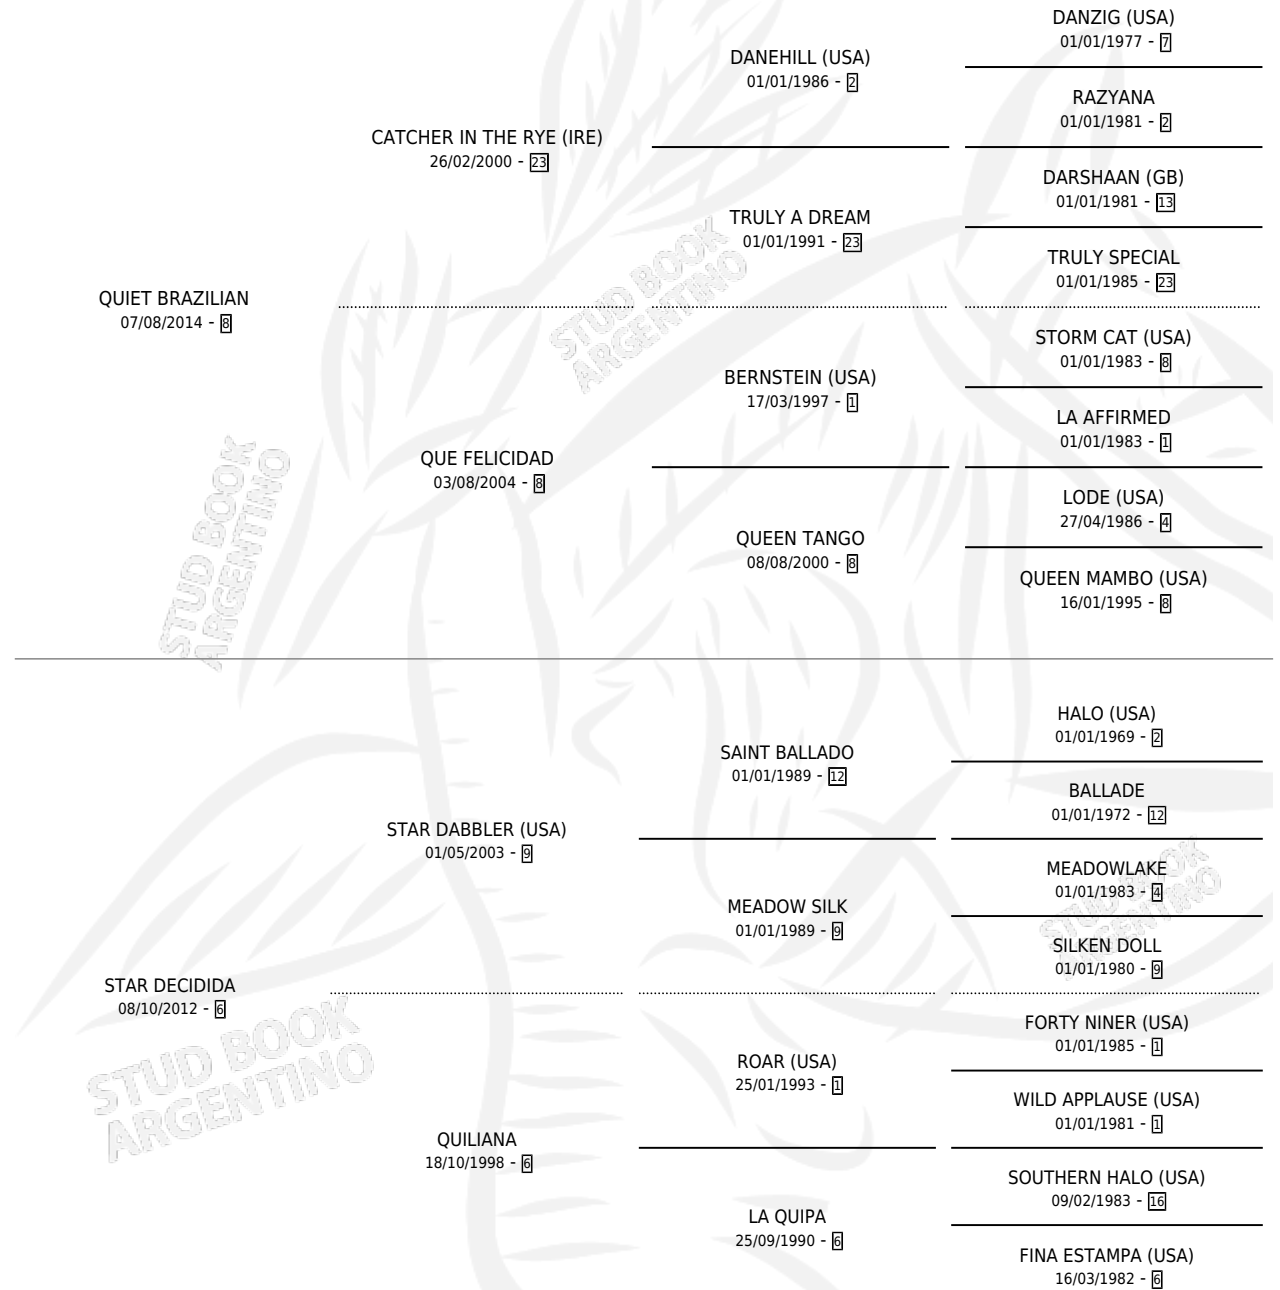 DANZIG (USA)
01/01/1977 - 7
DANEHILL (USA)
01/01/1986 - 2
RAZYANA
01/01/1981 - 2
CATCHER IN THE RYE (IRE)
26/02/2000 - 23
DARSHAAN (GB)
01/01/1981 - 13
TRULY A DREAM
01/01/1991 - 23
TRULY SPECIAL
01/01/1985 - 23
QUIET BRAZILIAN
07/08/2014 - 8
STORM CAT (USA)
01/01/1983 - 8
BERNSTEIN (USA)
17/03/1997 - 1
LA AFFIRMED
01/01/1983 - 1
QUE FELICIDAD
03/08/2004 - 8
LODE (USA)
27/04/1986 - 4
QUEEN TANGO
08/08/2000 - 8
QUEEN MAMBO (USA)
16/01/1995 - 8
HALO (USA)
01/01/1969 - 2
SAINT BALLADO
01/01/1989 - 12
BALLADE
01/01/1972 - 12
STAR DABBLER (USA)
01/05/2003 - 9
MEADOWLAKE
01/01/1983 - 4
MEADOW SILK
01/01/1989 - 9
SILKEN DOLL
01/01/1980 - 9
STAR DECIDIDA
08/10/2012 - 6
FORTY NINER (USA)
01/01/1985 - 1
ROAR (USA)
25/01/1993 - 1
WILD APPLAUSE (USA)
01/01/1981 - 1
QUILIANA
18/10/1998 - 6
SOUTHERN HALO (USA)
09/02/1983 - 16
LA QUIPA
25/09/1990 - 6
FINA ESTAMPA (USA)
16/03/1982 - 6
STUD BOOK
ARGENTINO
STUD BOOK
ARGENTINO
STUD BOOK
ARGENTINO
STUD BOOK
ARGENTINO